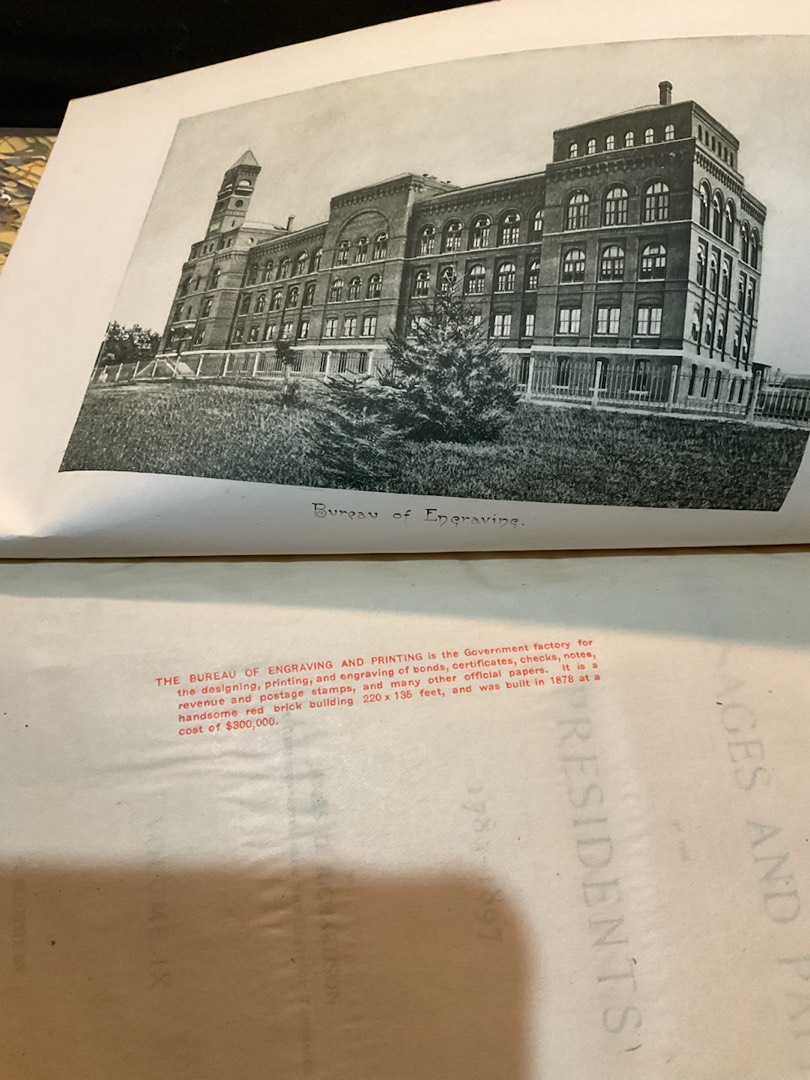 Bureau of Engraving.
THE BUREAU OF ENGRAVING AND PRINTING is the Government factory for
the designing, printing, and engraving of bonds, certificates, checks, notes,
revenue and postage stamps, and many other official papers. It is a
handsome red brick building 220 x 135 feet, and was built in 1878 at a
cost of $300,000.
AGES AND PA
PRESIDENTS